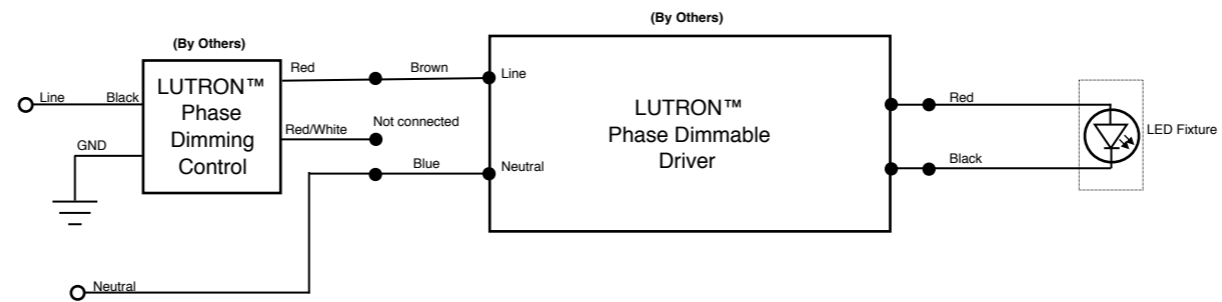 (By Others)
(By Others)
Line
Black
LUTRON™
Phase
Dimming
Control
GND
Red
Brown
Red/White
Not connected
Blue
Line
Neutral
LUTRON™
Phase Dimmable
Driver
Red
Black
LED Fixture
Neutral